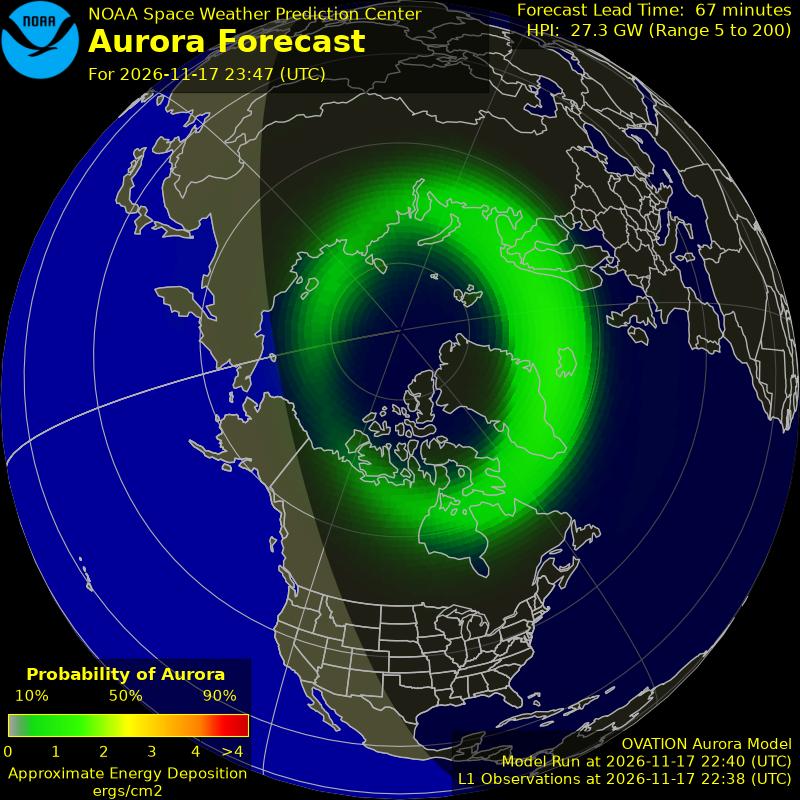 NOAA
NOAA Space Weather Prediction Center
Aurora Forecast
For 2026-11-17 23:47 (UTC)
Forecast Lead Time: 67 minutes
HPI: 27.3 GW (Range 5 to 200)
Probability of Aurora
10% 50% 90%
0 1 2 3 4 >4
Approximate Energy Deposition
ergs/cm2
OVATION Aurora Model
Model Run at 2026-11-17 22:40 (UTC)
L1 Observations at 2026-11-17 22:38 (UTC)